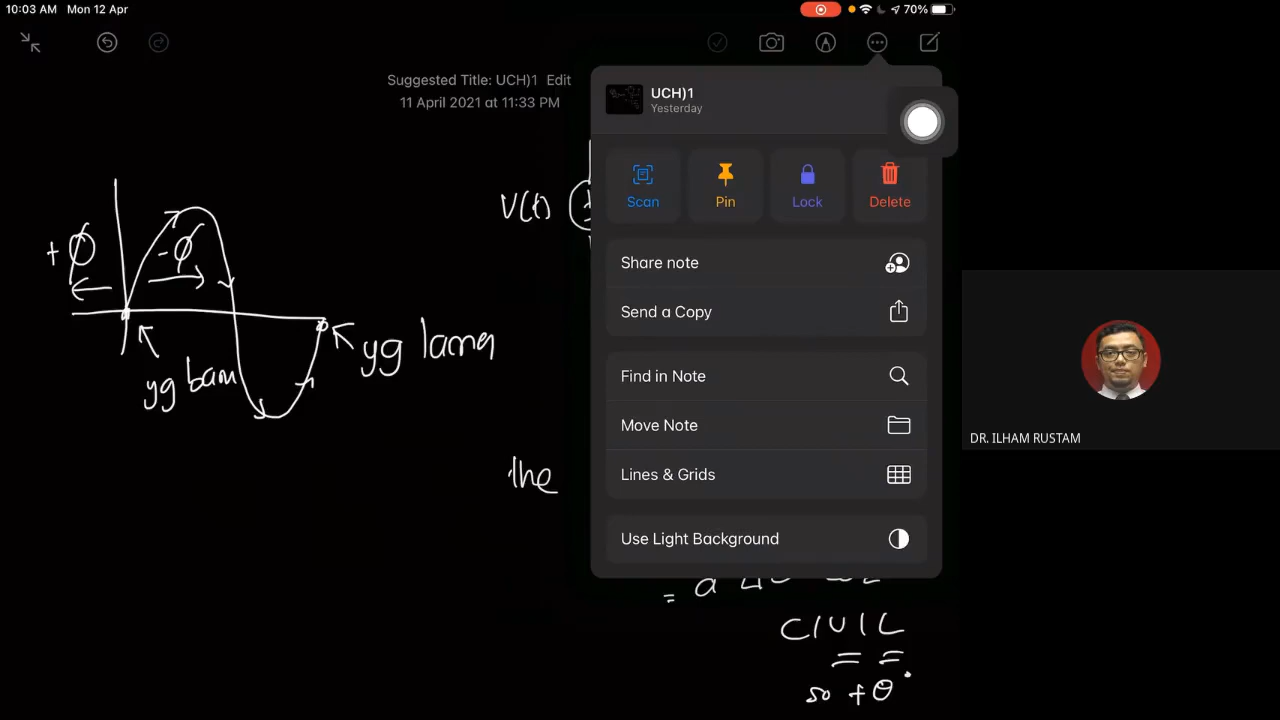 10:03 AM Mon 12 Apr
70%
Suggested Title: UCH)1 Edit
11 April 2021 at 11:33 PM
UCH)1
Yesterday
Scan
Pin
Lock
Delete
Share note
Send a Copy
Find in Note
Move Note
Lines & Grids
Use Light Background
V(t)
+ϕ
-ϕ
yg lama
yg baru
the
CIVIL
= =
so + θ
DR. ILHAM RUSTAM